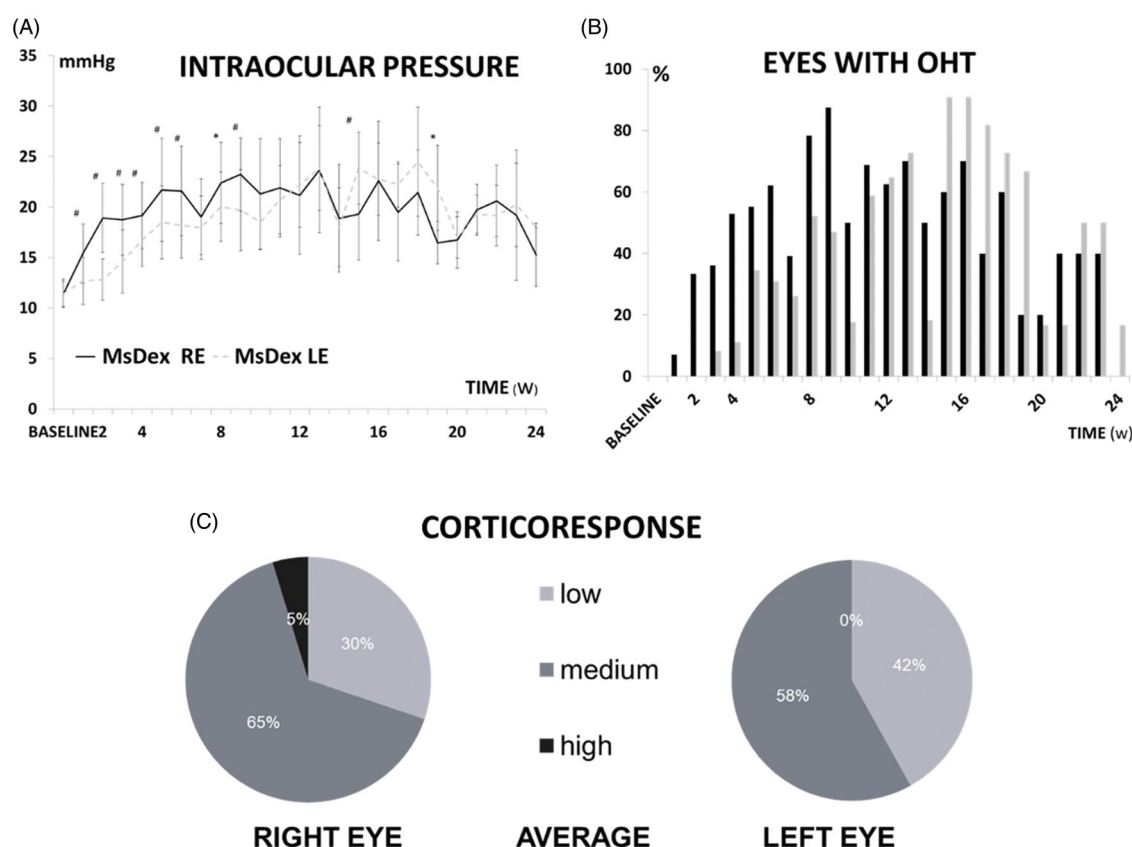 (A)
35
mmHg
INTRAOCULAR PRESSURE
30
25
20
15
10
5
0
#
#
#
#
#
#
*
#
#
*
MsDex RE
MsDex LE
TIME (W)
BASELINE2 4 8 12 16 20 24
(B)
100
%
EYES WITH OHT
80
60
40
20
0
BASELINE 2 4 8 12 16 20 24
TIME (w)
(C)
CORTICORESPONSE
5%
30%
65%
low
medium
high
0%
42%
58%
RIGHT EYE
AVERAGE
LEFT EYE